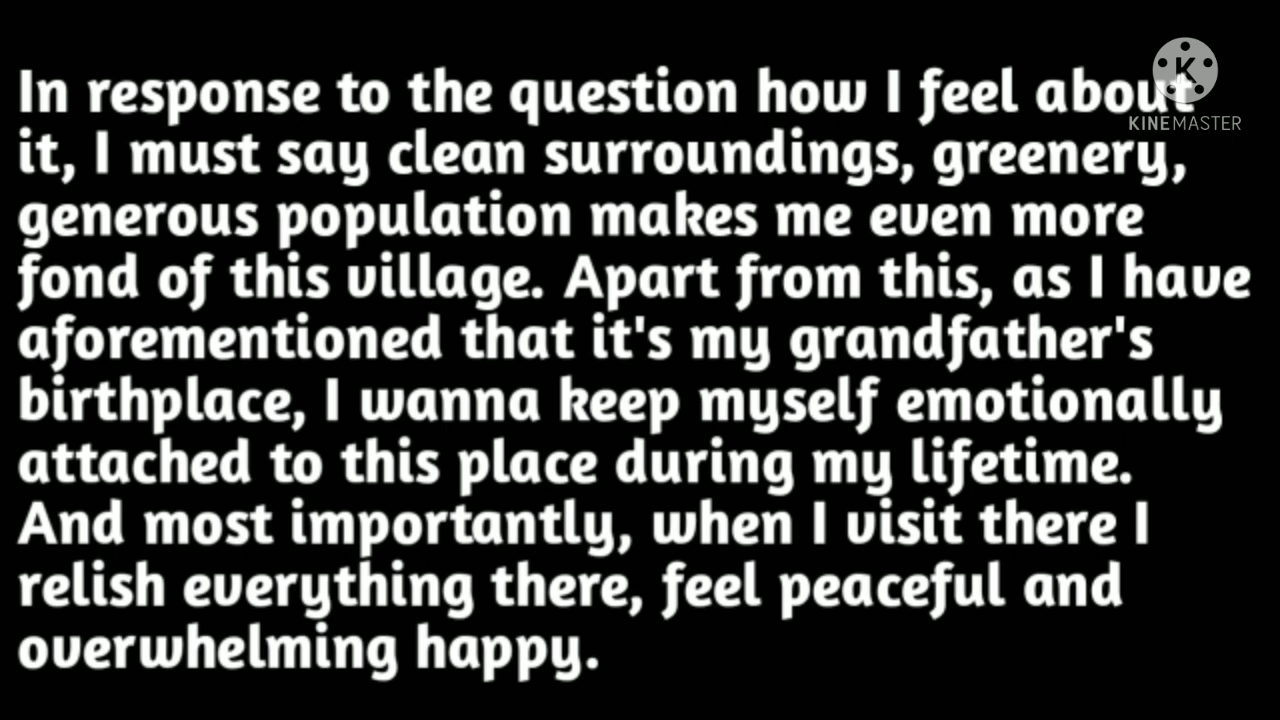 In response to the question how I feel about
it, I must say clean surroundings, greenery,
generous population makes me even more
fond of this village. Apart from this, as I have
aforementioned that it's my grandfather's
birthplace, I wanna keep myself emotionally
attached to this place during my lifetime.
And most importantly, when I visit there I
relish everything there, feel peaceful and
overwhelming happy.
K
KINEMASTER